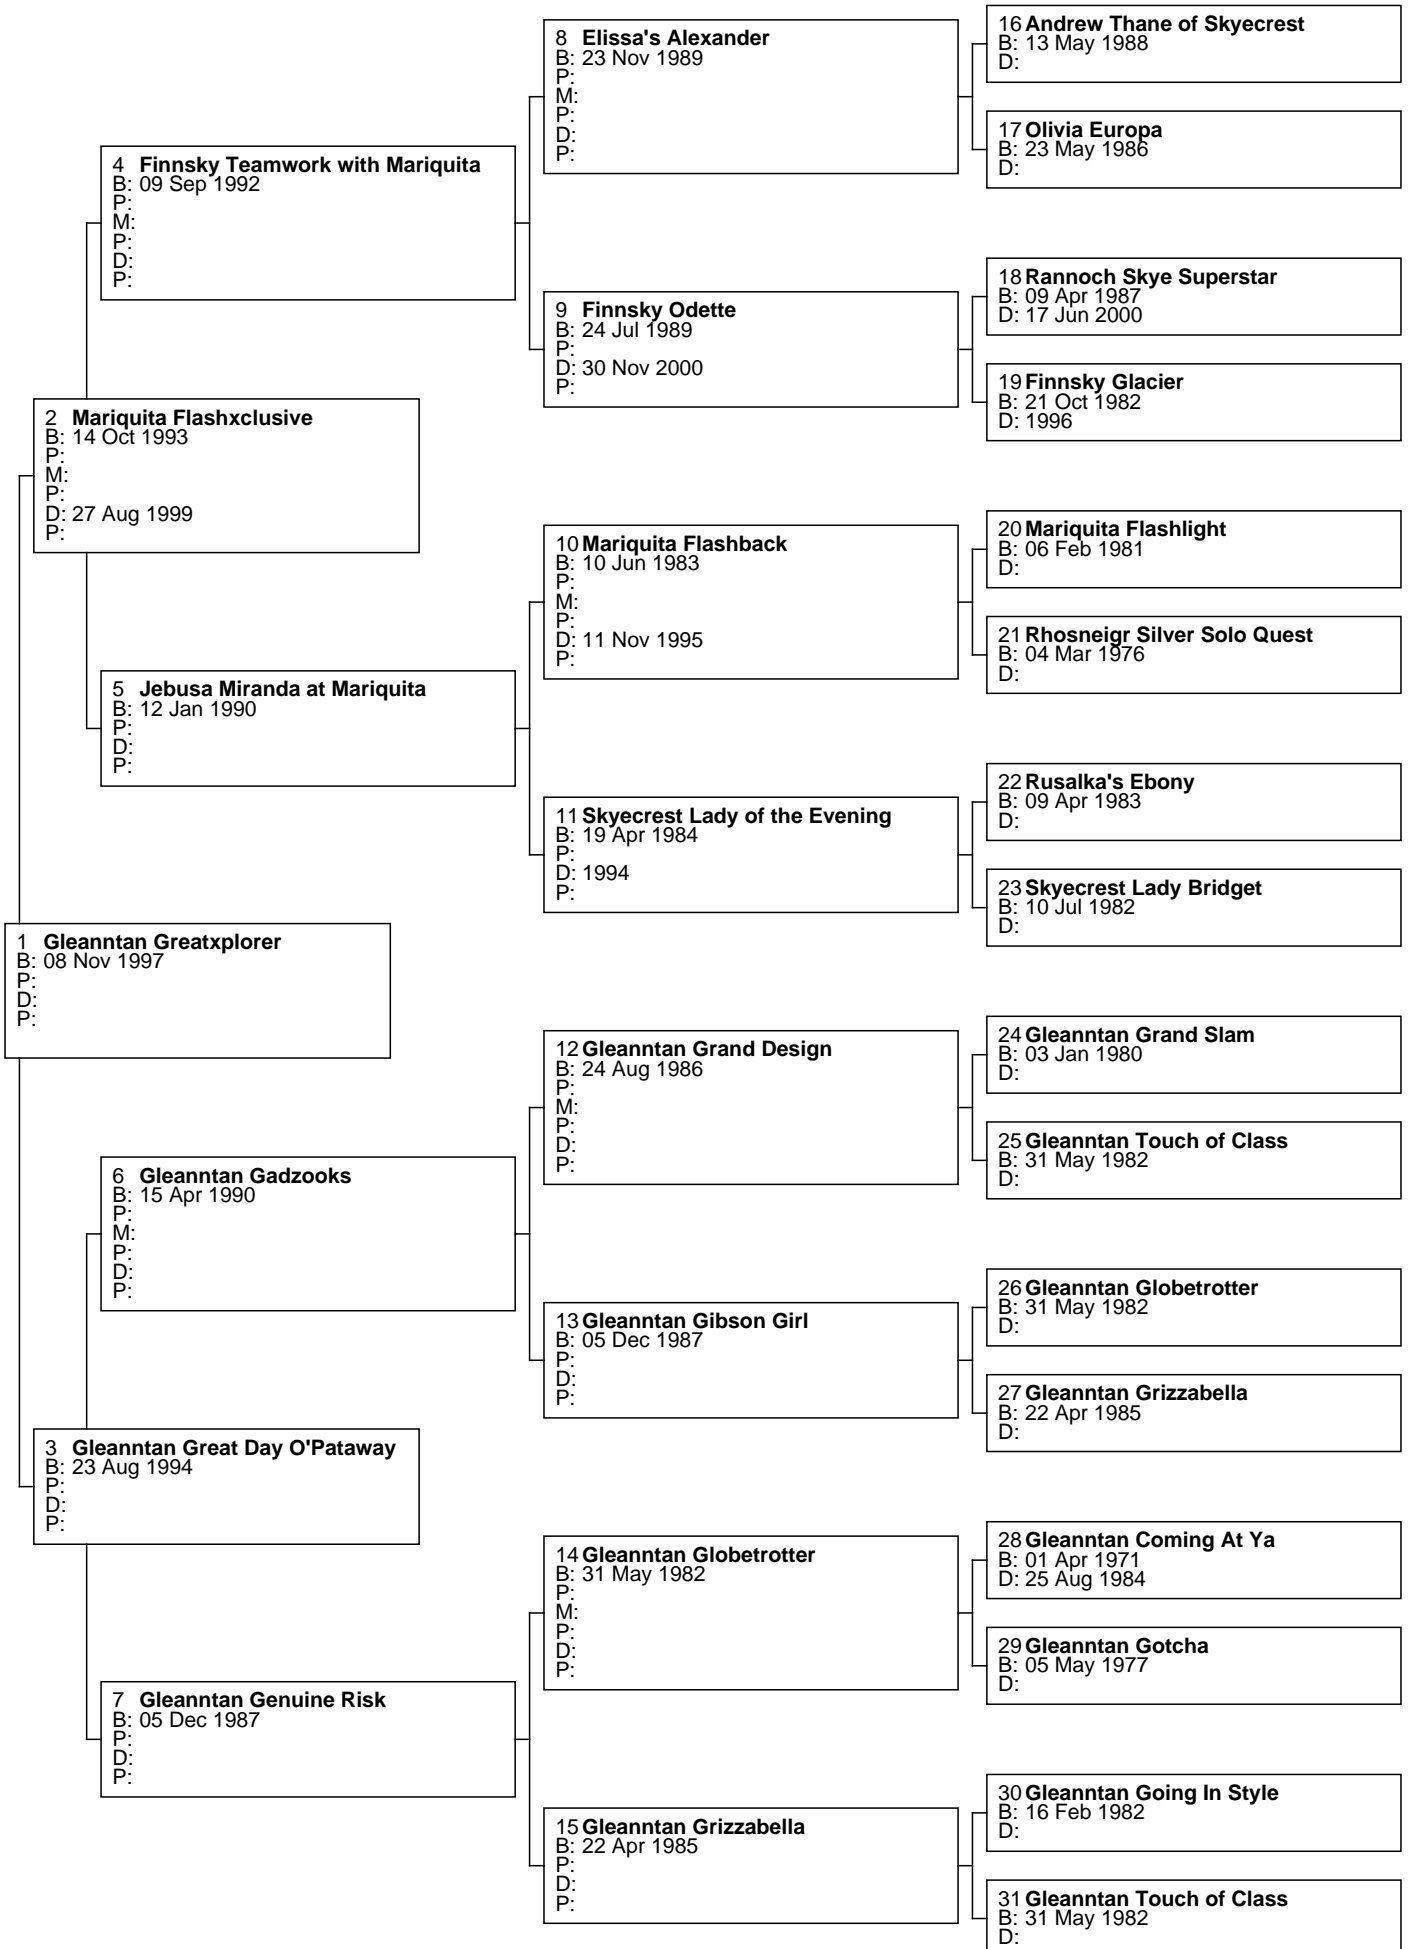 1 Gleanntan Greatxplorer
B: 08 Nov 1997
P:
D:
P:
2 Mariquita Flashxclusive
B: 14 Oct 1993
P:
M:
P:
D: 27 Aug 1999
P:
3 Gleanntan Great Day O'Pataway
B: 23 Aug 1994
P:
D:
P:
4 Finnsky Teamwork with Mariquita
B: 09 Sep 1992
P:
M:
P:
D:
P:
5 Jebusa Miranda at Mariquita
B: 12 Jan 1990
P:
D:
P:
6 Gleanntan Gadzooks
B: 15 Apr 1990
P:
M:
P:
D:
P:
7 Gleanntan Genuine Risk
B: 05 Dec 1987
P:
D:
P:
8 Elissa's Alexander
B: 23 Nov 1989
P:
M:
P:
D:
P:
9 Finnsky Odette
B: 24 Jul 1989
P:
D: 30 Nov 2000
P:
10 Mariquita Flashback
B: 10 Jun 1983
P:
M:
P:
D: 11 Nov 1995
P:
11 Skyecrest Lady of the Evening
B: 19 Apr 1984
P:
D: 1994
P:
12 Gleanntan Grand Design
B: 24 Aug 1986
P:
M:
P:
D:
P:
13 Gleanntan Gibson Girl
B: 05 Dec 1987
P:
D:
P:
14 Gleanntan Globetrotter
B: 31 May 1982
P:
M:
P:
D:
P:
15 Gleanntan Grizzabella
B: 22 Apr 1985
P:
D:
P:
16 Andrew Thane of Skyecrest
B: 13 May 1988
D:
17 Olivia Europa
B: 23 May 1986
D:
18 Rannoch Skye Superstar
B: 09 Apr 1987
D: 17 Jun 2000
19 Finnsky Glacier
B: 21 Oct 1982
D: 1996
20 Mariquita Flashlight
B: 06 Feb 1981
D:
21 Rhosneigr Silver Solo Quest
B: 04 Mar 1976
D:
22 Rusalka's Ebony
B: 09 Apr 1983
D:
23 Skyecrest Lady Bridget
B: 10 Jul 1982
D:
24 Gleanntan Grand Slam
B: 03 Jan 1980
D:
25 Gleanntan Touch of Class
B: 31 May 1982
D:
26 Gleanntan Globetrotter
B: 31 May 1982
D:
27 Gleanntan Grizzabella
B: 22 Apr 1985
D:
28 Gleanntan Coming At Ya
B: 01 Apr 1971
D: 25 Aug 1984
29 Gleanntan Gotcha
B: 05 May 1977
D:
30 Gleanntan Going In Style
B: 16 Feb 1982
D:
31 Gleanntan Touch of Class
B: 31 May 1982
D: